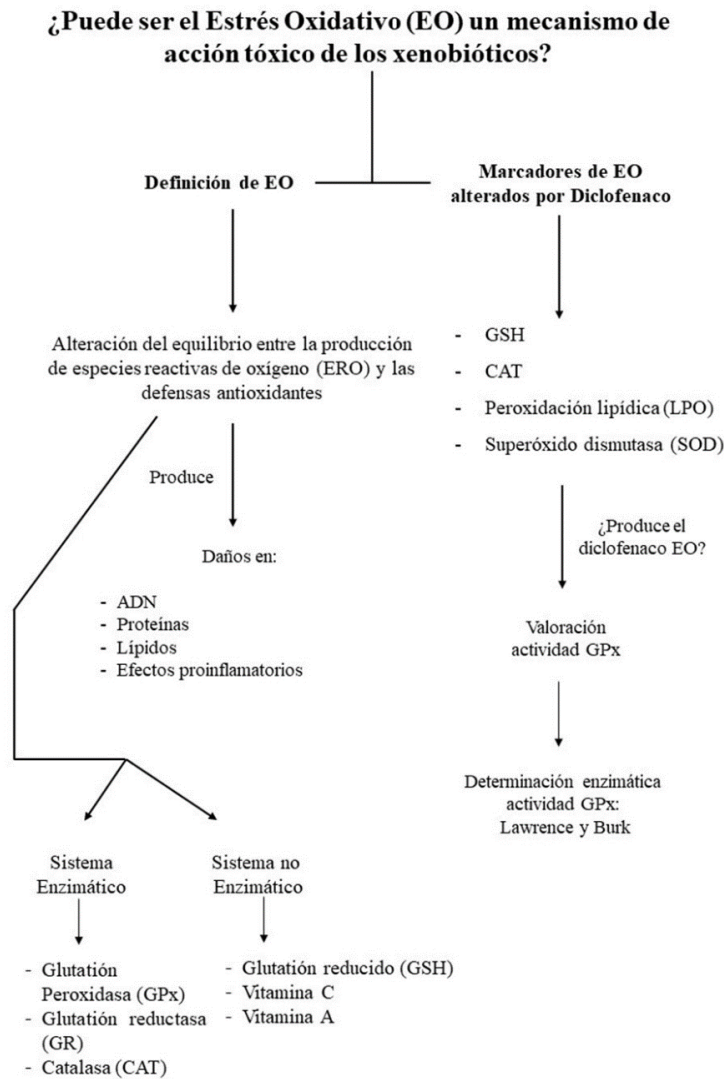 ¿Puede ser el Estrés Oxidativo (EO) un mecanismo de
acción tóxico de los xenobióticos?
Definición de EO
Alteración del equilibrio entre la producción
de especies reactivas de oxígeno (ERO) y las
defensas antioxidantes
Produce
Daños en:
- ADN
- Proteínas
- Lípidos
- Efectos proinflamatorios
Sistema
Enzimático
- Glutatión
Peroxidasa (GPx)
- Glutatión reductasa
(GR)
- Catalasa (CAT)
Sistema no
Enzimático
- Glutatión reducido (GSH)
- Vitamina C
- Vitamina A
Marcadores de EO
alterados por Diclofenaco
- GSH
- CAT
- Peroxidación lipídica (LPO)
- Superóxido dismutasa (SOD)
¿Produce el
diclofenaco EO?
Valoración
actividad GPx
Determinación enzimática
actividad GPx:
Lawrence y Burk